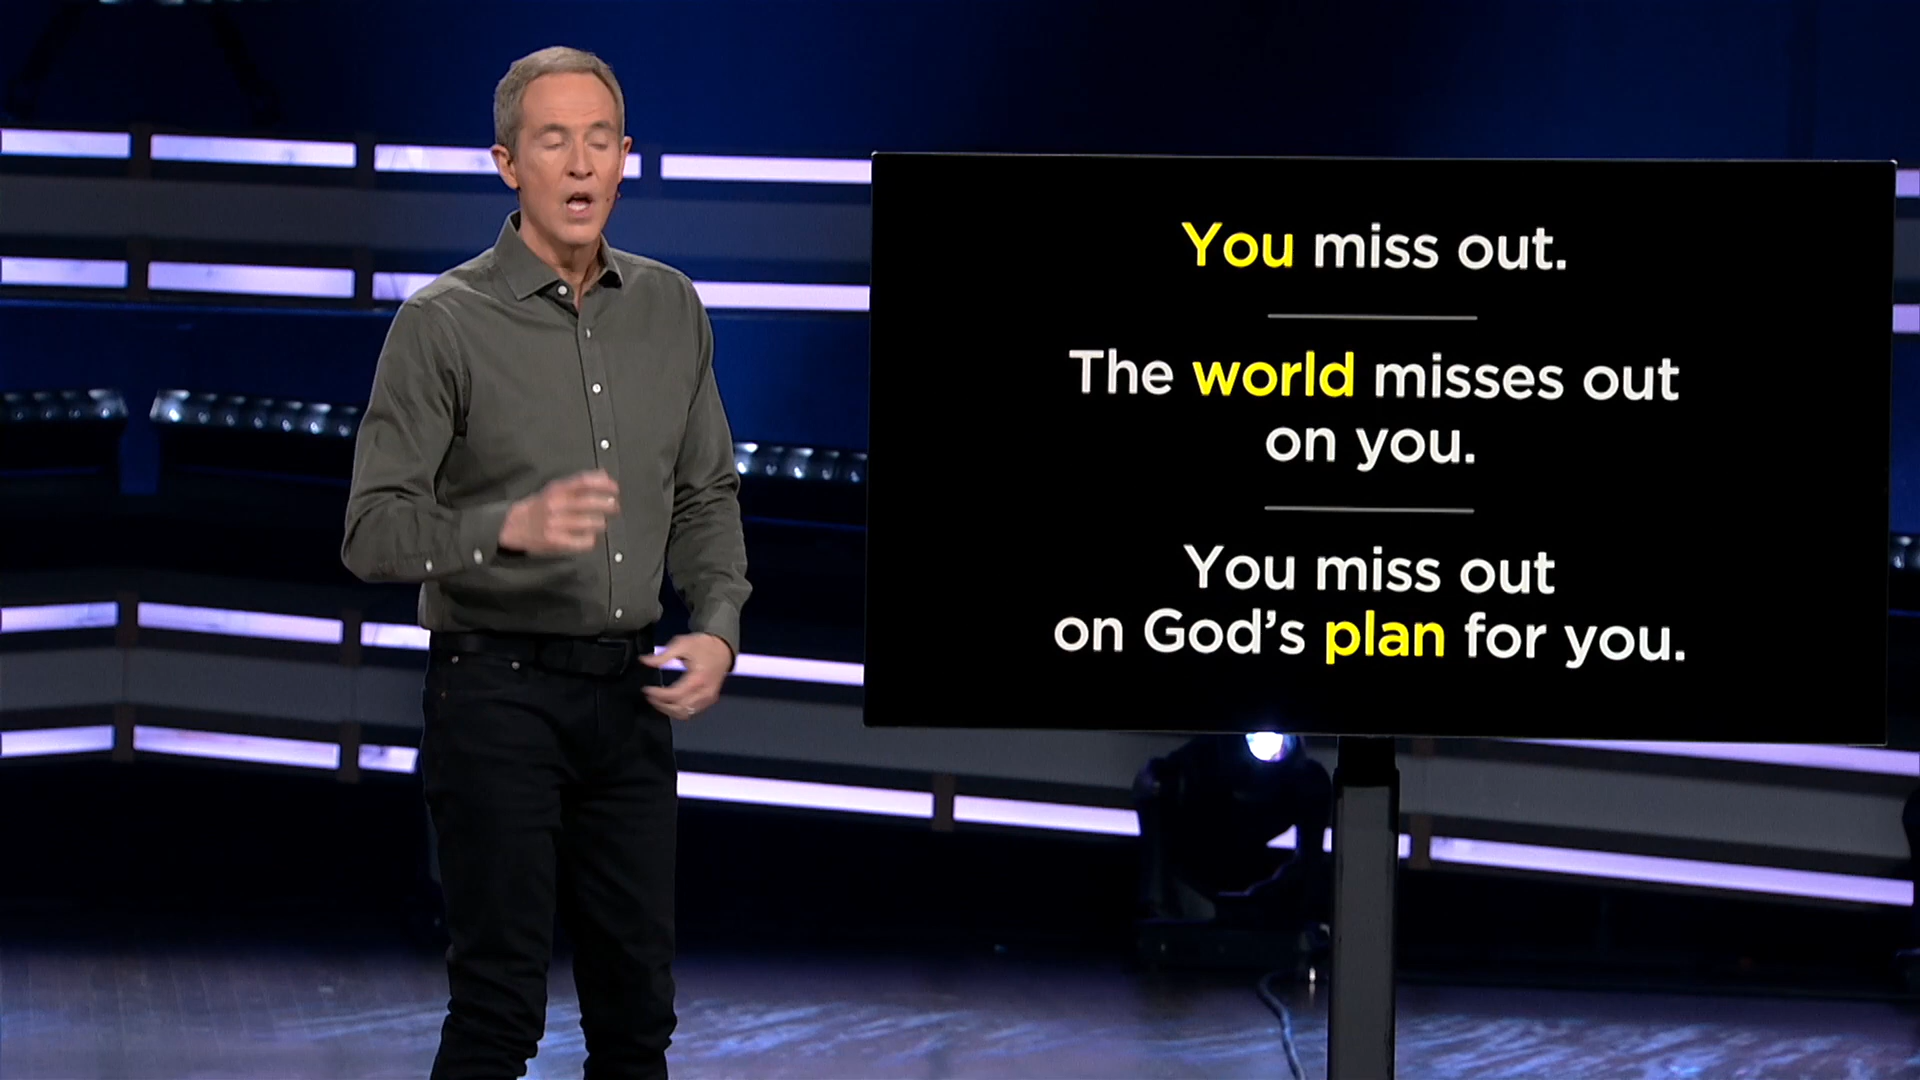 You miss out.
The world misses out
on you.
You miss out
on God’s plan for you.